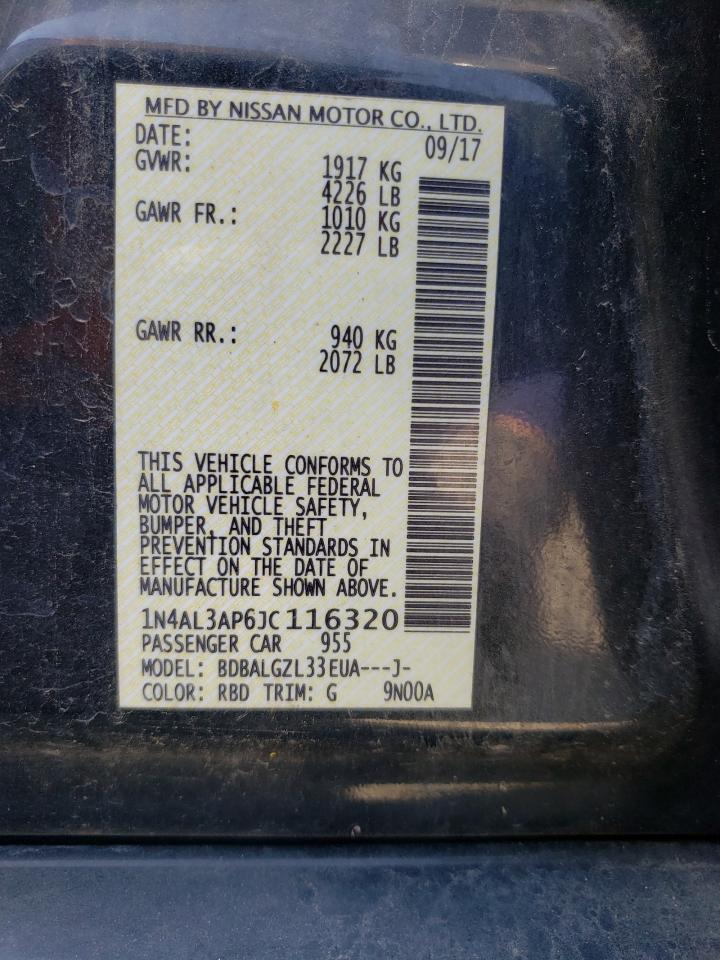 MFD BY NISSAN MOTOR CO., LTD.
DATE: 09/17
GVWR: 1917 KG
4226 LB
GAWR FR.: 1010 KG
2227 LB
GAWR RR.: 940 KG
2072 LB
THIS VEHICLE CONFORMS TO
ALL APPLICABLE FEDERAL
MOTOR VEHICLE SAFETY,
BUMPER, AND THEFT
PREVENTION STANDARDS IN
EFFECT ON THE DATE OF
MANUFACTURE SHOWN ABOVE.
1N4AL3AP6JC116320
PASSENGER CAR 955
MODEL: BDBALGZL33EUA---J-
COLOR: RBD TRIM: G 9N00A